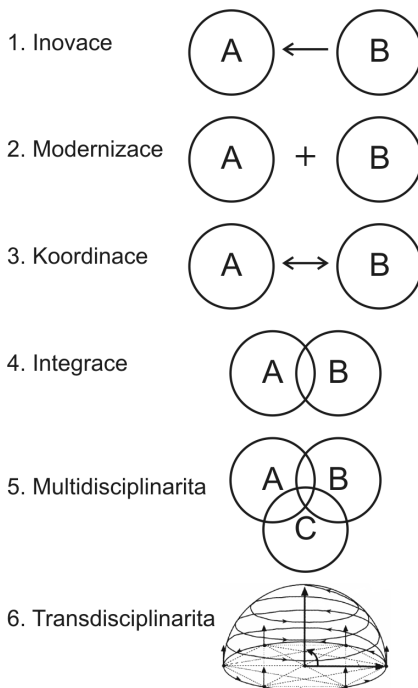 1. Inovace A B
2. Modernizace A + B
3. Koordinace A B
4. Integrace A B
5. Multidisciplinarita A B
C
6. Transdisciplinarita